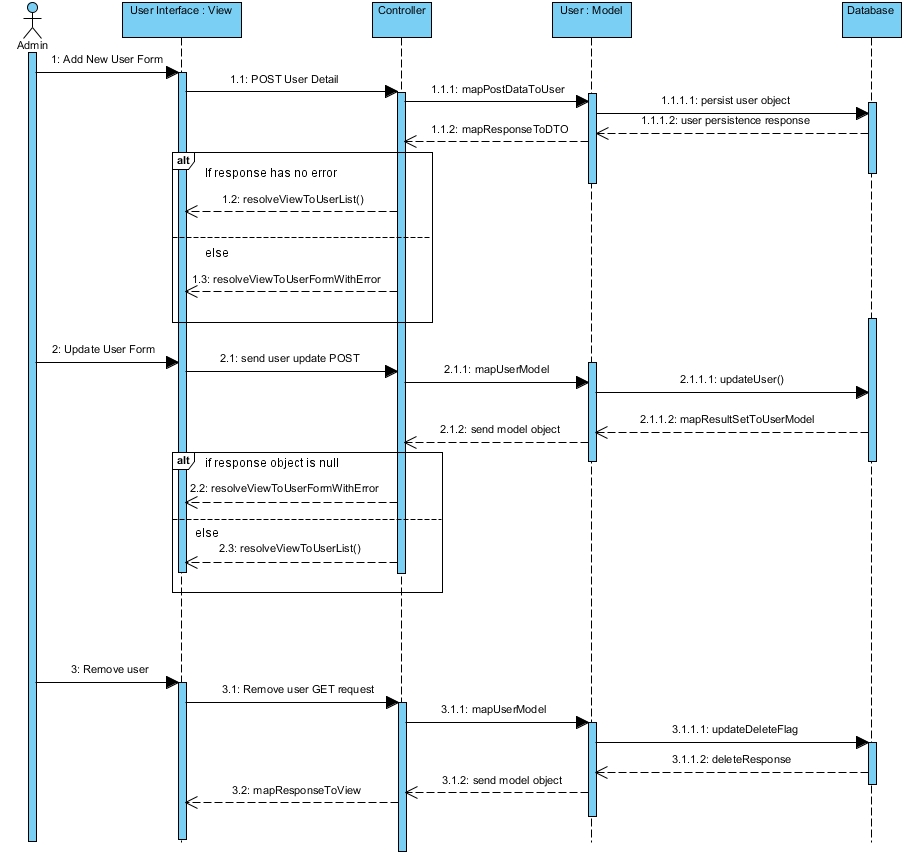 User Interface : View
Controller
User : Model
Database
Admin
1: Add New User Form
1.1: POST User Detail
1.1.1: mapPostDataToUser
1.1.1.1: persist user object
1.1.1.2: user persistence response
1.1.2: mapResponseToDTO
alt
If response has no error
1.2: resolveViewToUserList()
else
1.3: resolveViewToUserFormWithError
2: Update User Form
2.1: send user update POST
2.1.1: mapUserModel
2.1.1.1: updateUser()
2.1.1.2: mapResultSetToUserModel
2.1.2: send model object
alt
if response object is null
2.2: resolveViewToUserFormWithError
else
2.3: resolveViewToUserList()
3: Remove user
3.1: Remove user GET request
3.1.1: mapUserModel
3.1.1.1: updateDeleteFlag
3.1.1.2: deleteResponse
3.1.2: send model object
3.2: mapResponseToView